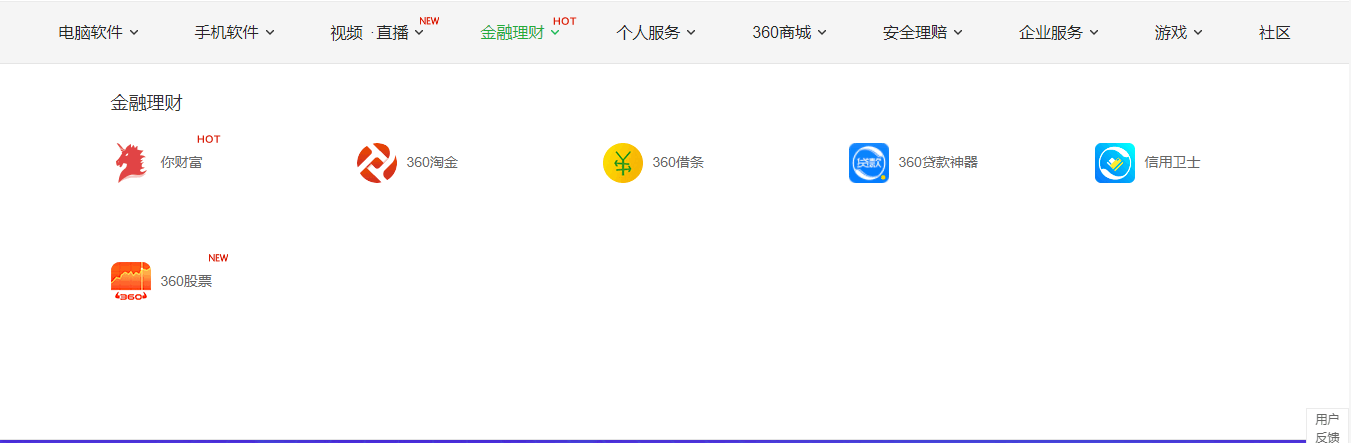 电脑软件 手机软件 视频 · 直播 NEW 金融理财 HOT 个人服务 360商城 安全理赔 企业服务 游戏 社区
金融理财
你财富 HOT 360淘金 360借条 贷款 360贷款神器 信用卫士
360 360股票 NEW
用户
反馈